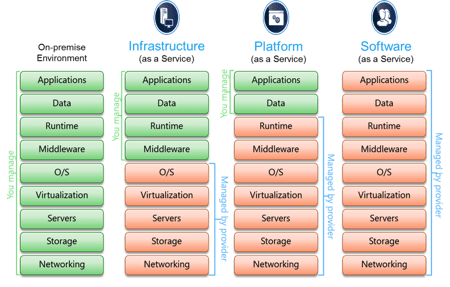 On-premise
Environment
You manage
Applications
Data
Runtime
Middleware
O/S
Virtualization
Servers
Storage
Networking
Infrastructure
(as a Service)
You manage
Applications
Data
Runtime
Middleware
O/S
Virtualization
Servers
Storage
Networking
Managed by provider
Platform
(as a Service)
You manage
Applications
Data
Runtime
Middleware
O/S
Virtualization
Servers
Storage
Networking
Managed by provider
Software
(as a Service)
Applications
Data
Runtime
Middleware
O/S
Virtualization
Servers
Storage
Networking
Managed by provider